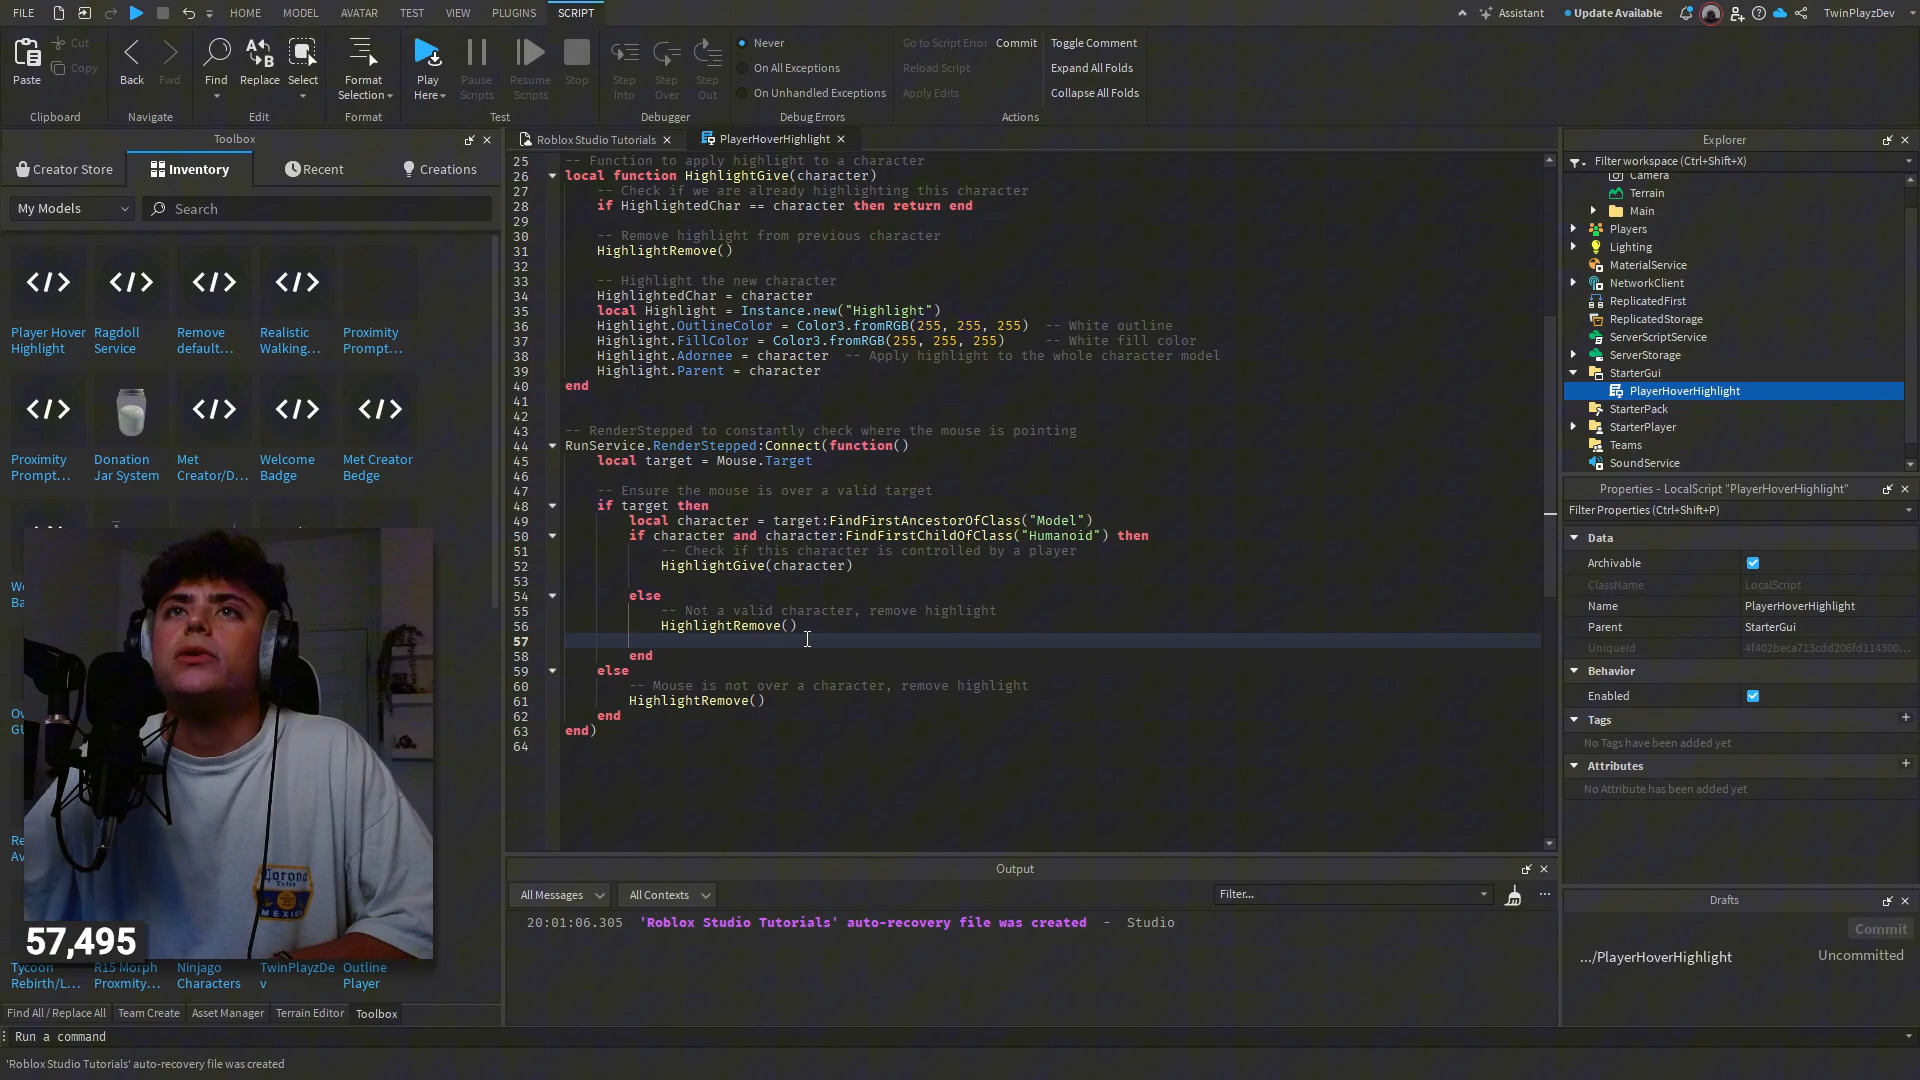 FILE
HOME
MODEL
AVATAR
TEST
VIEW
PLUGINS
SCRIPT
Assistant
Update Available
TwinPlayzDev
Paste
Cut
Copy
Clipboard
Back
Fwd
Navigate
Find
Replace
Select
Edit
Format
Selection
Format
Play
Here
Pause
Scripts
Resume
Scripts
Stop
Test
Step
Into
Step
Over
Step
Out
Debugger
Never
On All Exceptions
On Unhandled Exceptions
Debug Errors
Go to Script Error
Commit
Reload Script
Apply Edits
Toggle Comment
Expand All Folds
Collapse All Folds
Actions
Toolbox
Creator Store
Inventory
Recent
Creations
My Models
Search
Player Hover
Highlight
Ragdoll
Service
Remove
default...
Realistic
Walking...
Proximity
Prompt...
Proximity
Prompt...
Donation
Jar System
Met
Creator/D...
Welcome
Badge
Met Creator
Bedge
Corona
Extra
MEXICO
57,495
Tycoon
Rebirth/L...
R15 Morph
Proxmity...
Ninjago
Characters
TwinPlayzDe
v
Outline
Player
Find All / Replace All
Team Create
Asset Manager
Terrain Editor
Toolbox
Roblox Studio Tutorials
PlayerHoverHighlight
25 -- Function to apply highlight to a character
26 local function HighlightGive(character)
27 -- Check if we are already highlighting this character
28 if HighlightedChar == character then return end
29
30 -- Remove highlight from previous character
31 HighlightRemove()
32
33 -- Highlight the new character
34 HighlightedChar = character
35 local Highlight = Instance.new("Highlight")
36 Highlight.OutlineColor = Color3.fromRGB(255, 255, 255) -- White outline
37 Highlight.FillColor = Color3.fromRGB(255, 255, 255) -- White fill color
38 Highlight.Adornee = character -- Apply highlight to the whole character model
39 Highlight.Parent = character
40 end
41
42
43 -- RenderStepped to constantly check where the mouse is pointing
44 RunService.RenderStepped:Connect(function()
45 local target = Mouse.Target
46
47 -- Ensure the mouse is over a valid target
48 if target then
49 local character = target:FindFirstAncestorOfClass("Model")
50 if character and character:FindFirstChildOfClass("Humanoid") then
51 -- Check if this character is controlled by a player
52 HighlightGive(character)
53
54 else
55 -- Not a valid character, remove highlight
56 HighlightRemove()
57
58 end
59 else
60 -- Mouse is not over a character, remove highlight
61 HighlightRemove()
62 end
63 end)
64
Output
All Messages
All Contexts
Filter...
20:01:06.305 'Roblox Studio Tutorials' auto-recovery file was created - Studio
Explorer
Filter workspace (Ctrl+Shift+X)
Camera
Terrain
Main
Players
Lighting
MaterialService
NetworkClient
ReplicatedFirst
ReplicatedStorage
ServerScriptService
ServerStorage
StarterGui
PlayerHoverHighlight
StarterPack
StarterPlayer
Teams
SoundService
Properties - LocalScript "PlayerHoverHighlight"
Filter Properties (Ctrl+Shift+P)
Data
Archivable
ClassName LocalScript
Name PlayerHoverHighlight
Parent StarterGui
UniqueId 4f402beca713cdd206fd114300...
Behavior
Enabled
Tags
No Tags have been added yet
Attributes
No Attribute has been added yet
Drafts
Commit
.../PlayerHoverHighlight Uncommitted
Run a command
'Roblox Studio Tutorials' auto-recovery file was created